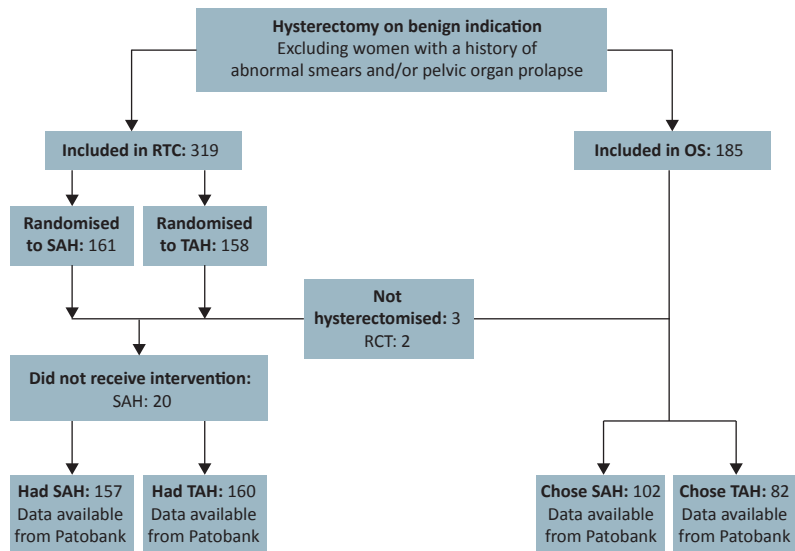 Hysterectomy on benign indication
Excluding women with a history of
abnormal smears and/or pelvic organ prolapse
Included in RTC: 319
Included in OS: 185
Randomised
to SAH: 161
Randomised
to TAH: 158
Not
hysterectomised: 3
RCT: 2
Did not receive intervention:
SAH: 20
Had SAH: 157
Data available
from Patobank
Had TAH: 160
Data available
from Patobank
Chose SAH: 102
Data available
from Patobank
Chose TAH: 82
Data available
from Patobank